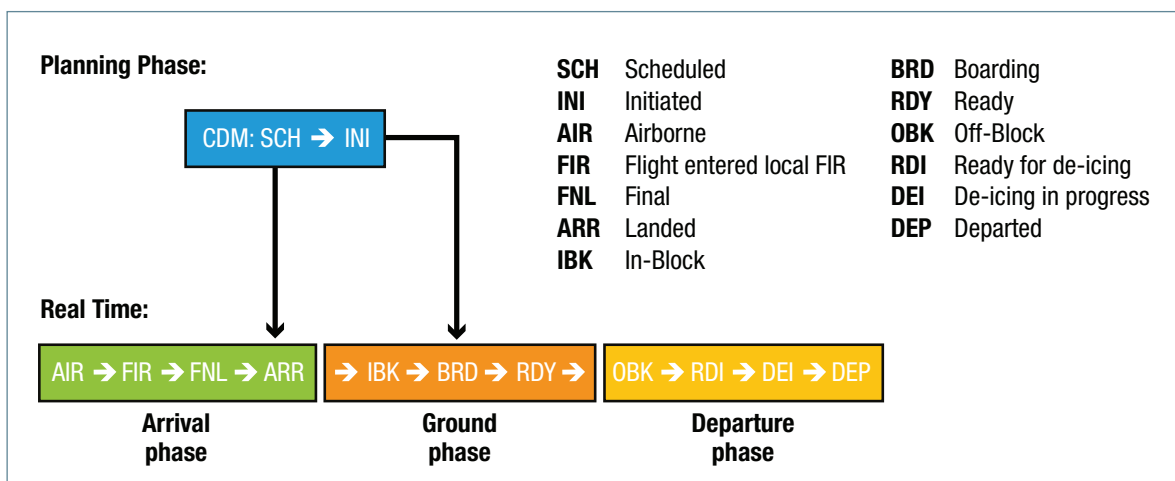 Planning Phase:
CDM: SCH ➔ INI
SCH Scheduled
INI Initiated
AIR Airborne
FIR Flight entered local FIR
FNL Final
ARR Landed
IBK In-Block
BRD Boarding
RDY Ready
OBK Off-Block
RDI Ready for de-icing
DEI De-icing in progress
DEP Departed
Real Time:
AIR ➔ FIR ➔ FNL ➔ ARR
➔ IBK ➔ BRD ➔ RDY ➔
OBK ➔ RDI ➔ DEI ➔ DEP
Arrival
phase
Ground
phase
Departure
phase